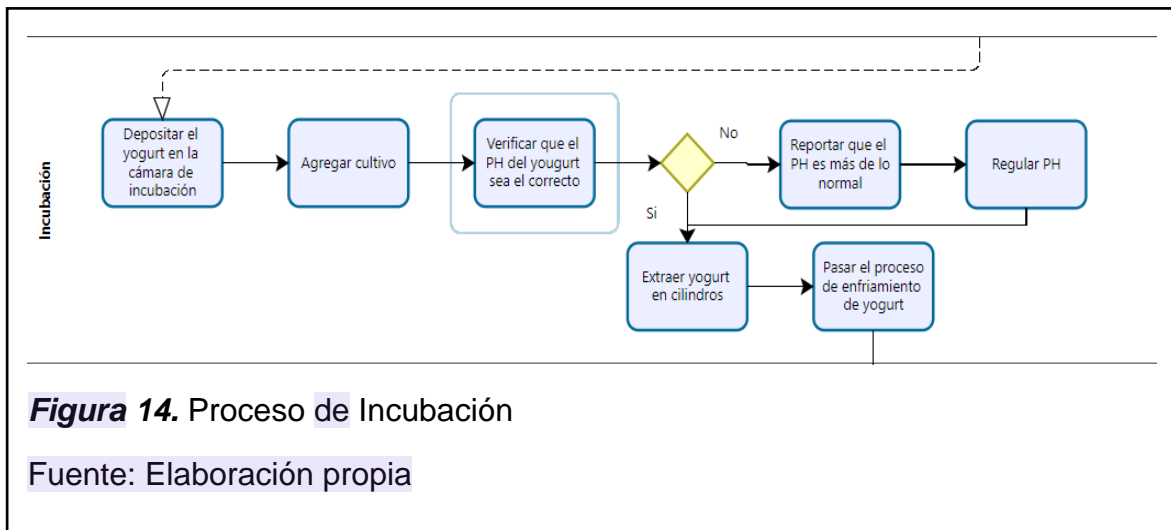 Incubación
Depositar el
yogurt en la
cámara de
incubación
Agregar cultivo
Verificar que el
PH del yougurt
sea el correcto
No
Si
Reportar que el
PH es más de lo
normal
Regular PH
Extraer yogurt
en cilindros
Pasar el proceso
de enfriamiento
de yogurt
Figura 14. Proceso de Incubación
Fuente: Elaboración propia